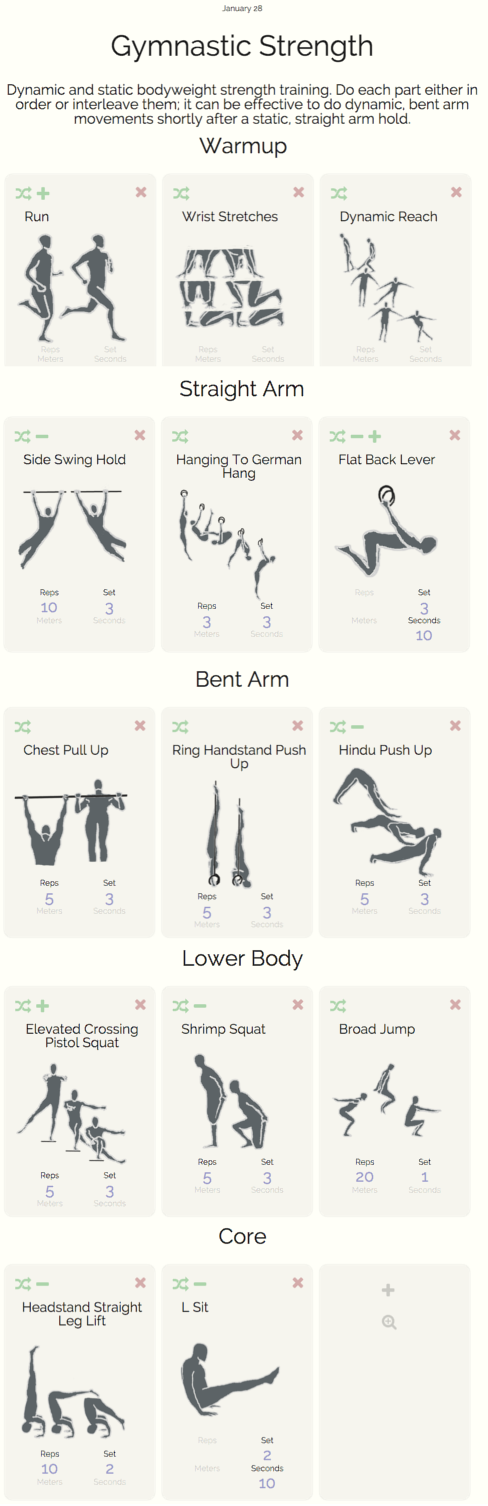 January 28
Gymnastic Strength
Dynamic and static bodyweight strength training. Do each part either in
order or interleave them; it can be effective to do dynamic, bent arm
movements shortly after a static, straight arm hold.
Warmup
Run
Wrist Stretches
Dynamic Reach
Reps Set
Meters Seconds
Reps Set
Meters Seconds
Reps Set
Meters Seconds
Straight Arm
Side Swing Hold
Reps Set
10 3
Meters Seconds
Hanging To German
Hang
Reps Set
3 3
Meters Seconds
Flat Back Lever
Reps Set
3
Meters Seconds
10
Bent Arm
Chest Pull Up
Reps Set
5 3
Meters Seconds
Ring Handstand Push
Up
Reps Set
5 3
Meters Seconds
Hindu Push Up
Reps Set
5 3
Meters Seconds
Lower Body
Elevated Crossing
Pistol Squat
Reps Set
5 3
Meters Seconds
Shrimp Squat
Reps Set
5 3
Meters Seconds
Broad Jump
Reps Set
20 1
Meters Seconds
Core
Headstand Straight
Leg Lift
Reps Set
10 2
Meters Seconds
L Sit
Reps Set
2
Meters Seconds
10